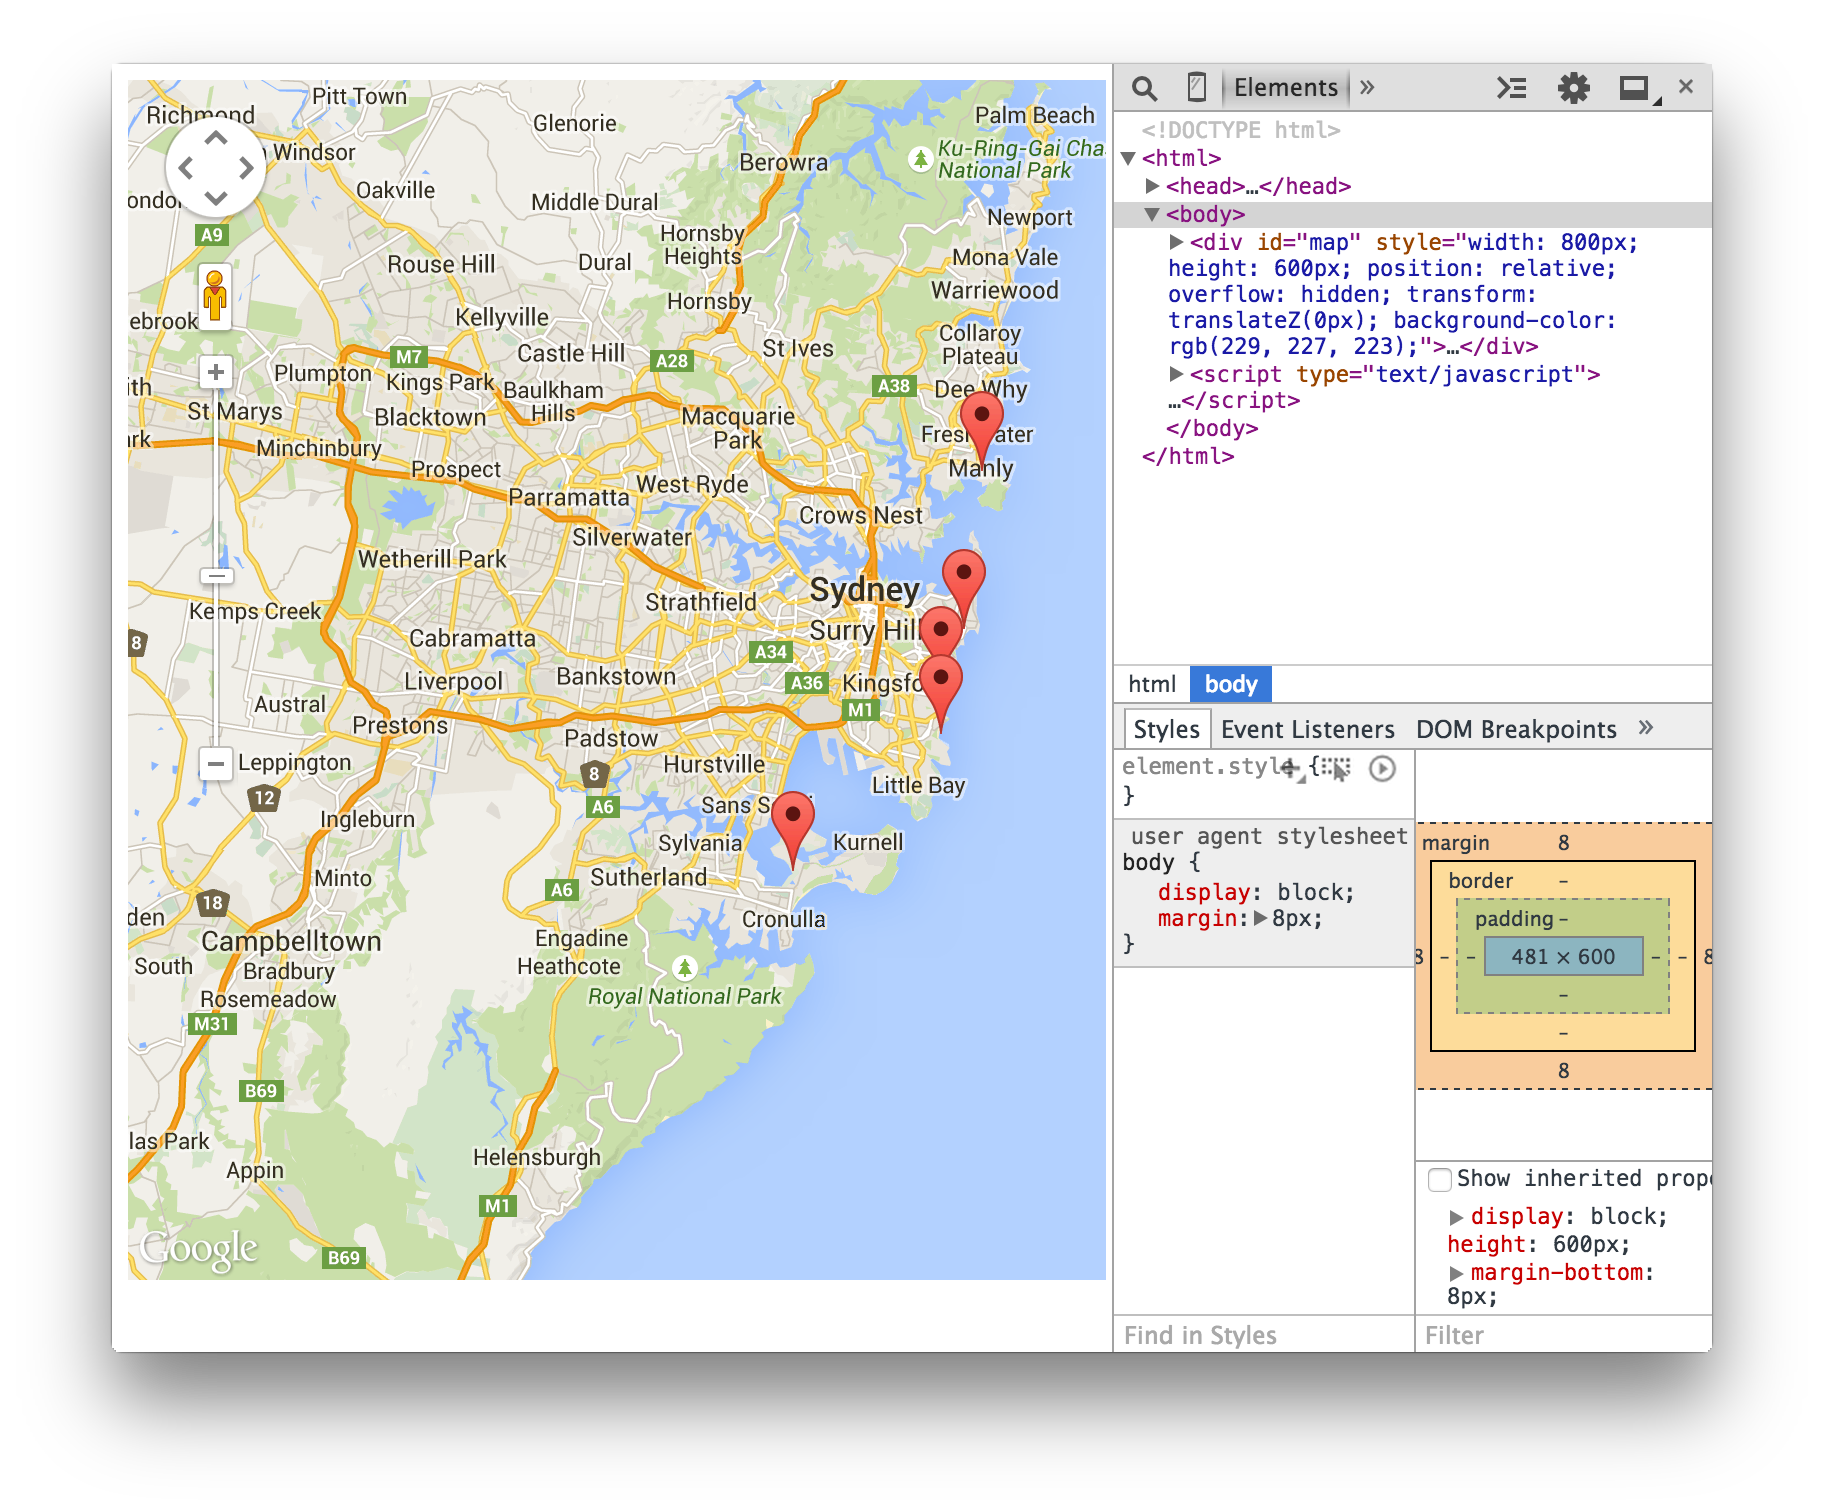 Pitt Town
Richmond
Glenorie
Palm Beach
Windsor
Berowra
Ku-Ring-Gai Cha
National Park
Oakville
Middle Dural
Newport
A9
Hornsby
Heights
Rouse Hill
Dural
Mona Vale
Warriewood
Hornsby
ebrook
Kellyville
Collaroy
Plateau
St Ives
M7
Castle Hill
A28
Plumpton
Kings Park
Baulkham
Hills
A38
Dee Why
St Marys
Blacktown
Macquarie
Park
Minchinbury
Manly
Prospect
West Ryde
Parramatta
Crows Nest
Silverwater
Wetherill Park
Sydney
Strathfield
Kemps Creek
Surry Hill
8
Cabramatta
A34
Liverpool
Bankstown
A36
Kingsfo
Austral
M1
Prestons
Padstow
Leppington
8
Hurstville
Little Bay
12
A6
Sans S
Ingleburn
Sylvania
Kurnell
Minto
A6
Sutherland
18
den
Cronulla
Campbelltown
Engadine
South
Bradbury
Heathcote
Rosemeadow
Royal National Park
M31
B69
las Park
Appin
Helensburgh
M1
Google
B69
Elements »
<!DOCTYPE html>
▼<html>
▶<head>…</head>
▼<body>
▶<div id="map" style="width: 800px;
height: 600px; position: relative;
overflow: hidden; transform:
translateZ(0px); background-color:
rgb(229, 227, 223);">…</div>
▶<script type="text/javascript">
…</script>
</body>
</html>
html body
Styles Event Listeners DOM Breakpoints »
element.style {
}
user agent stylesheet
body {
display: block;
margin:▶8px;
}
Find in Styles
margin 8
border –
padding –
8 – – 481 × 600 – – 8
–
–
8
Show inherited prope
▶display: block;
height: 600px;
▶margin-bottom:
8px;
Filter